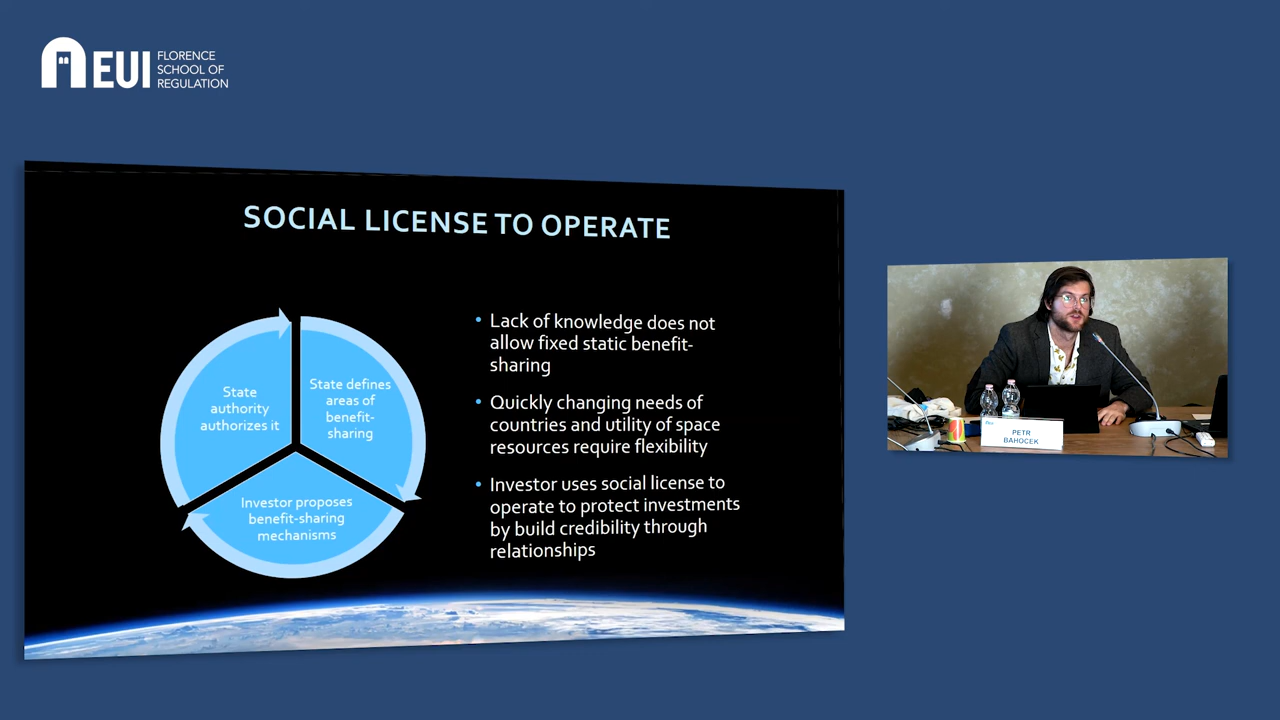 EUI
FLORENCE
SCHOOL OF
REGULATION
SOCIAL LICENSE TO OPERATE
State
authority
authorizes it
State defines
areas of
benefit-
sharing
Investor proposes
benefit-sharing
mechanisms
• Lack of knowledge does not
allow fixed static benefit-
sharing
• Quickly changing needs of
countries and utility of space
resources require flexibility
• Investor uses social license to
operate to protect investments
by build credibility through
relationships
PETR
BAHOCEK